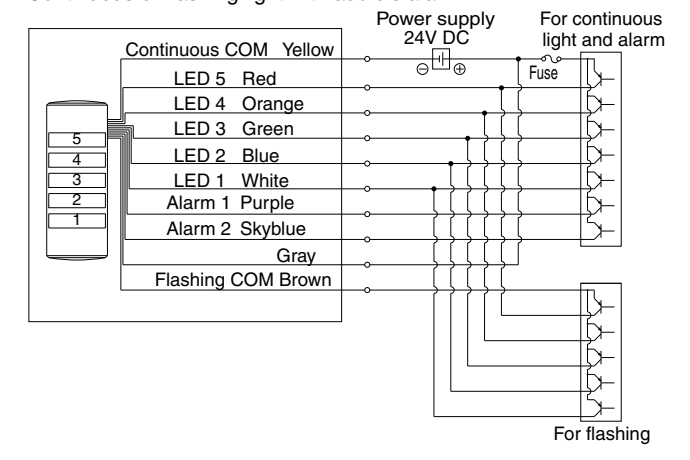 Power supply
24V DC
For continuous
light and alarm
Continuous COM Yellow
Fuse
LED 5 Red
LED 4 Orange
LED 3 Green
LED 2 Blue
LED 1 White
Alarm 1 Purple
Alarm 2 Skyblue
Gray
Flashing COM Brown
5
4
3
2
1
For flashing